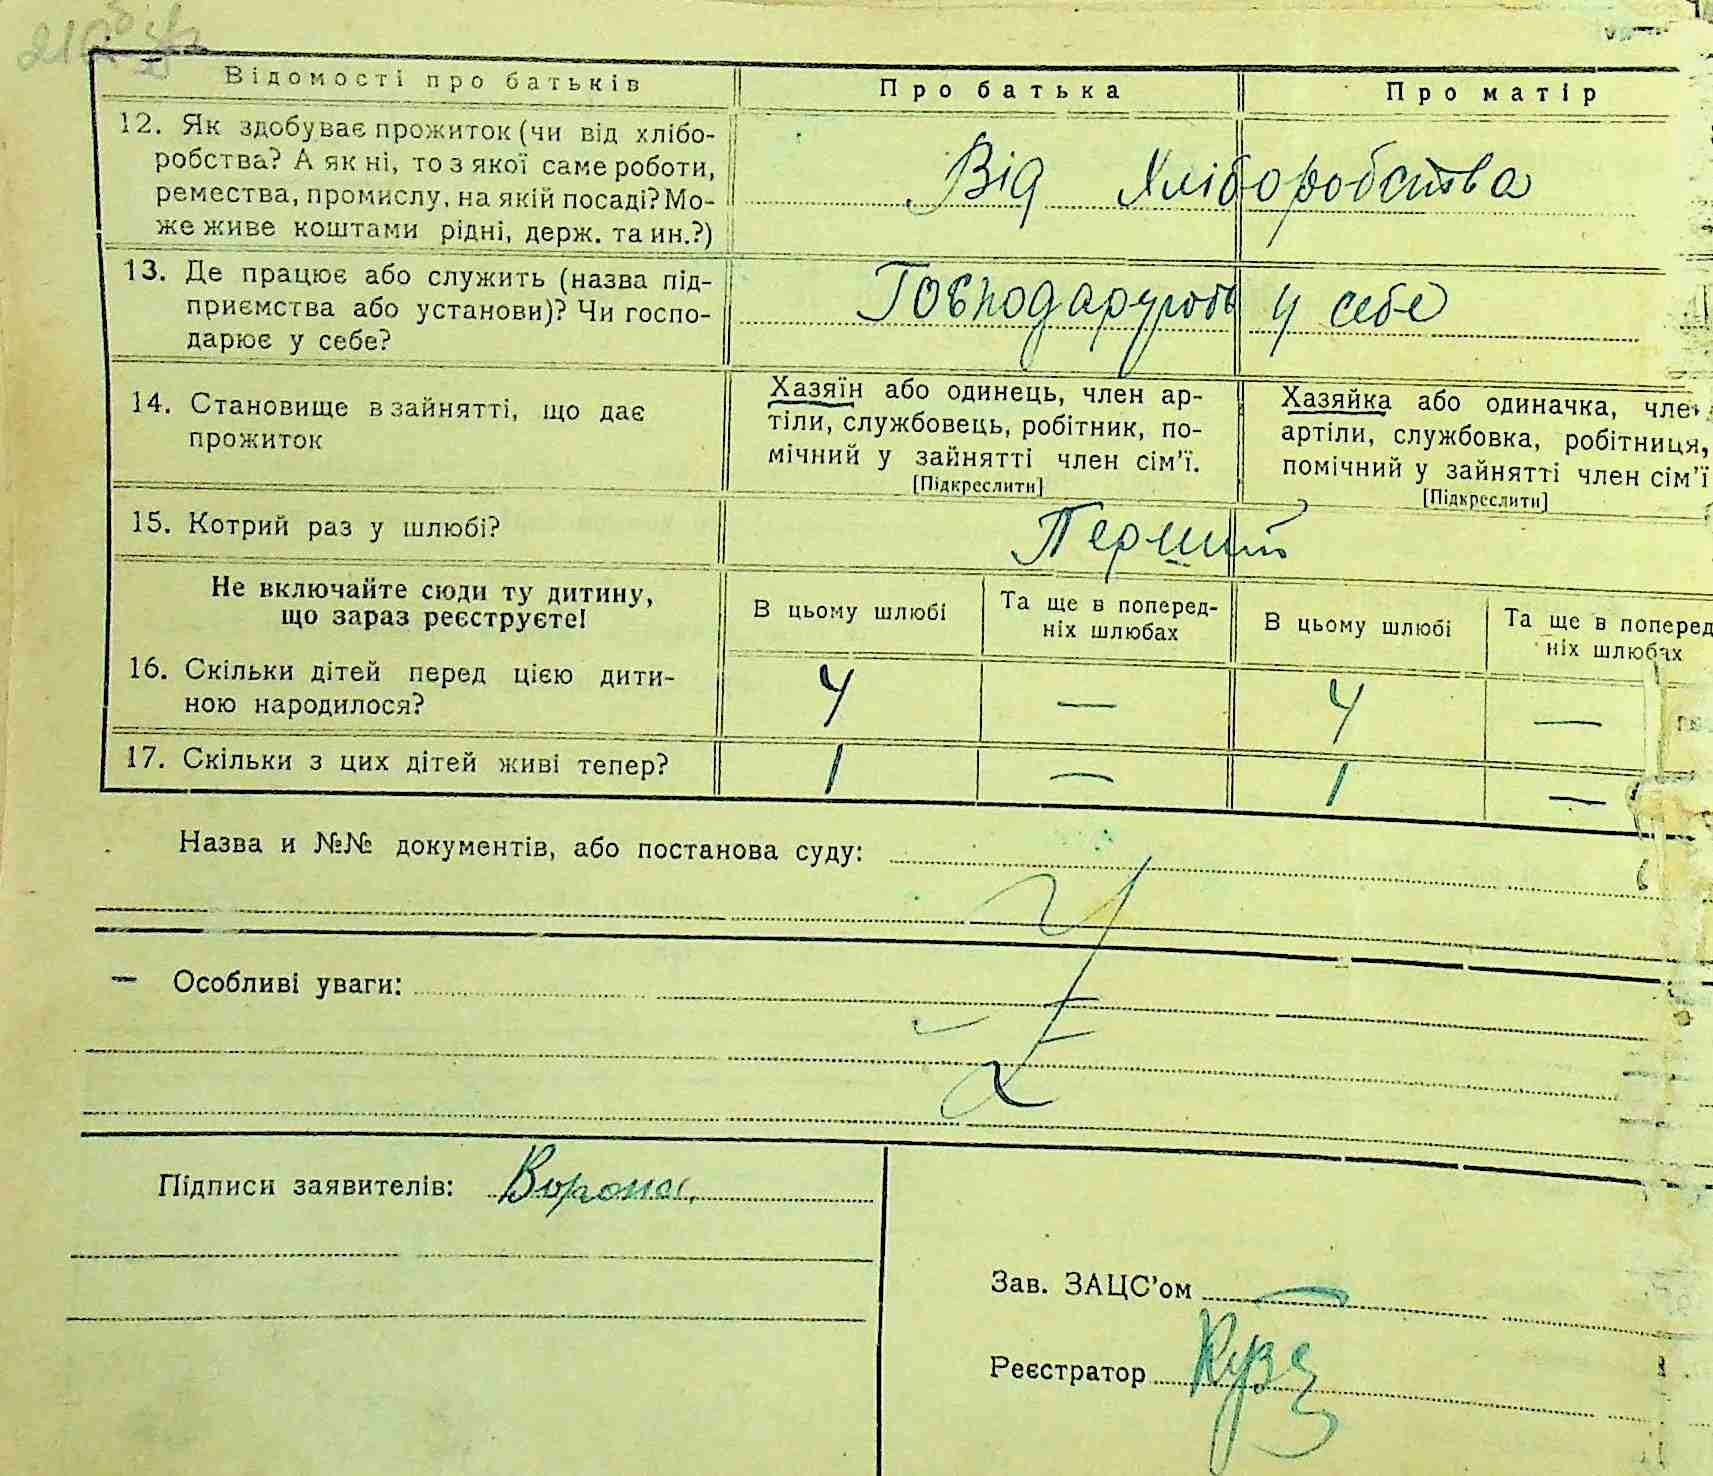 Відомості про батьків
Про батька
Про матір
12. Як здобуває прожиток (чи від хлібо-
робства? А як ні, то з якої саме роботи,
ремества, промислу, на якій посаді? Мо-
же живе коштами рідні, держ. та ин.?)
Від хліборобства
13. Де працює або служить (назва під-
приємства або установи)? Чи госпо-
дарює у себе?
Господарують у себе
14. Становище в зайнятті, що дає
прожиток
Хазяїн або одинець, член ар-
тіли, службовець, робітник, по-
мічний у зайнятті член сім'ї.
[Підкреслити]
Хазяйка або одиначка, член
артіли, службовка, робітниця,
помічний у зайнятті член сім'ї
[Підкреслити]
15. Котрий раз у шлюбі?
Перший
Не включайте сюди ту дитину,
що зараз реєструєте!
В цьому шлюбі
Та ще в поперед-
ніх шлюбах
В цьому шлюбі
Та ще в поперед
ніх шлюбах
16. Скільки дітей перед цією дити-
ною народилося?
4 — 4 —
17. Скільки з цих дітей живі тепер?
1 — 1 —
Назва и №№ документів, або постанова суду:
— Особливі уваги:
Підписи заявителів: Ворона
Зав. ЗАЦС'ом
Реєстратор